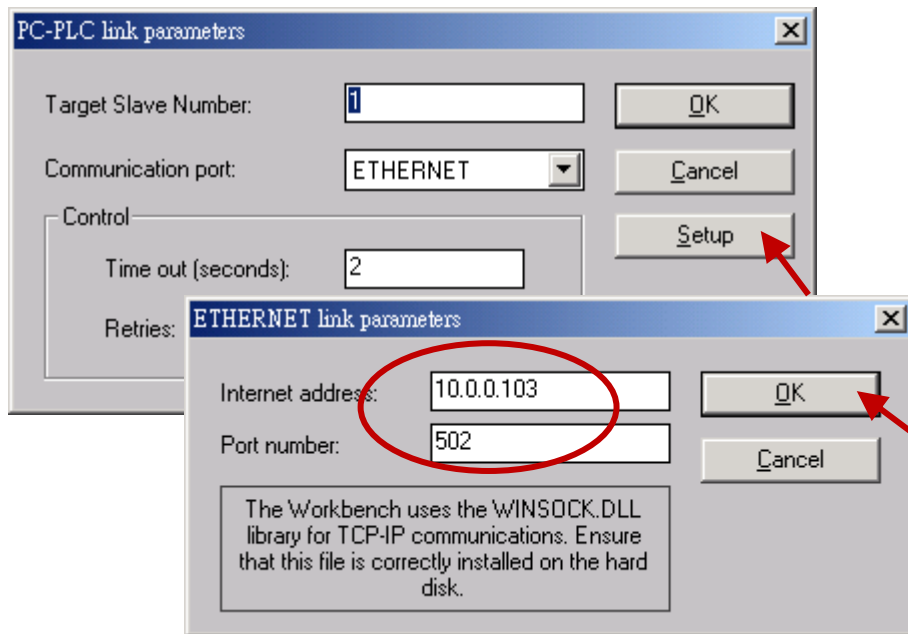 PC-PLC link parameters
Target Slave Number:
1
OK
Communication port:
ETHERNET
Cancel
Control
Setup
Time out (seconds):
2
Retries:
ETHERNET link parameters
Internet address:
10.0.0.103
OK
Port number:
502
Cancel
The Workbench uses the WINSOCK.DLL
library for TCP-IP communications. Ensure
that this file is correctly installed on the hard
disk.